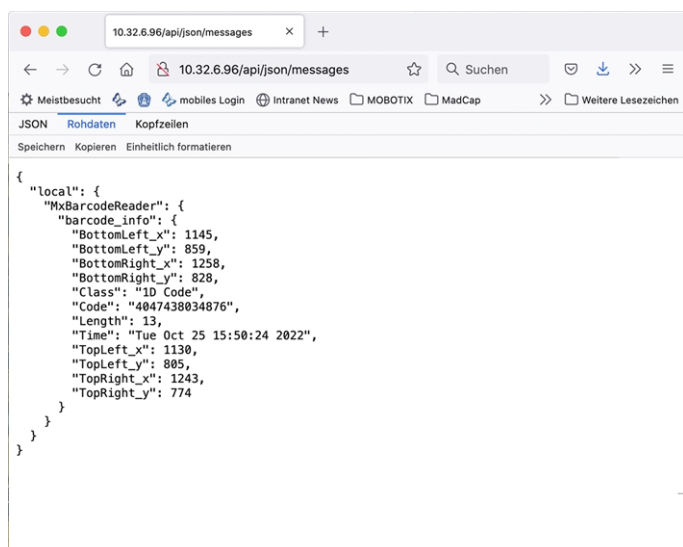 10.32.6.96/api/json/messages
10.32.6.96/api/json/messages
Suchen
Meistbesucht
mobiles Login
Intranet News
MOBOTIX
MadCap
Weitere Lesezeichen
JSON
Rohdaten
Kopfzeilen
Speichern
Kopieren
Einheitlich formatieren
{
"local": {
"MxBarcodeReader": {
"barcode_info": {
"BottomLeft_x": 1145,
"BottomLeft_y": 859,
"BottomRight_x": 1258,
"BottomRight_y": 828,
"Class": "1D Code",
"Code": "4047438034876",
"Length": 13,
"Time": "Tue Oct 25 15:50:24 2022",
"TopLeft_x": 1130,
"TopLeft_y": 805,
"TopRight_x": 1243,
"TopRight_y": 774
}
}
}
}